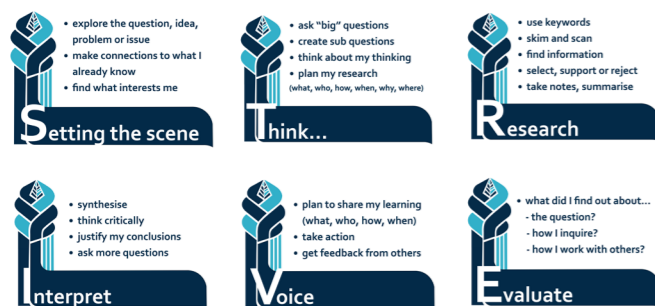 • explore the question, idea,
problem or issue
• make connections to what I
already know
• find what interests me
Setting the scene
• ask “big” questions
• create sub questions
• think about my thinking
• plan my research
(what, who, how, when, why, where)
Think...
• use keywords
• skim and scan
• find information
• select, support or reject
• take notes, summarise
Research
• synthesise
• think critically
• justify my conclusions
• ask more questions
Interpret
• plan to share my learning
(what, who, how, when)
• take action
• get feedback from others
Voice
• what did I find out about...
- the question?
- how I inquire?
- how I work with others?
Evaluate